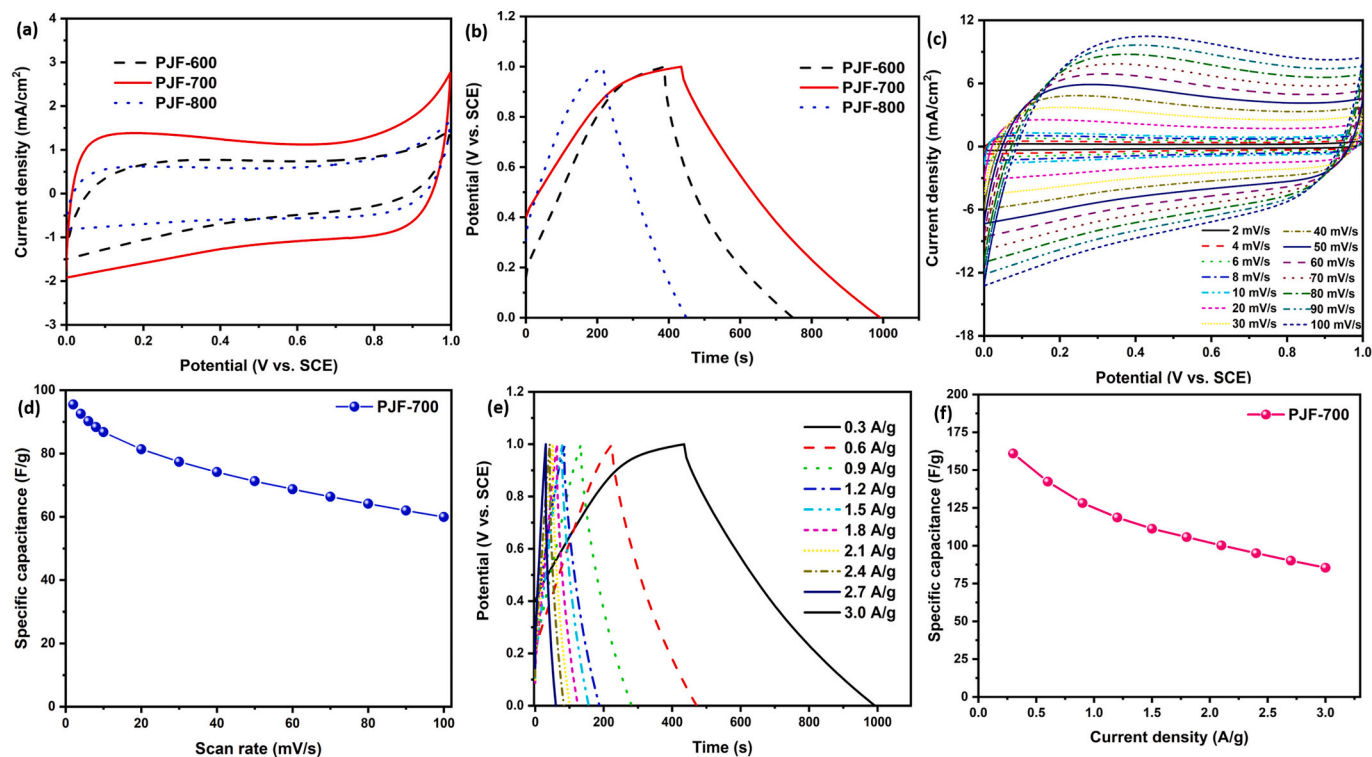 (a)
4
3
2
1
0
-1
-2
-3
Current density (mA/cm²)
PJF-600
PJF-700
PJF-800
0.0 0.2 0.4 0.6 0.8 1.0
Potential (V vs. SCE)
(b)
1.2
1.0
0.8
0.6
0.4
0.2
0.0
Potential (V vs. SCE)
PJF-600
PJF-700
PJF-800
0 200 400 600 800 1000
Time (s)
(c)
12
6
0
-6
-12
-18
Current density (mA/cm²)
2 mV/s 40 mV/s
4 mV/s 50 mV/s
6 mV/s 60 mV/s
8 mV/s 70 mV/s
10 mV/s 80 mV/s
20 mV/s 90 mV/s
30 mV/s 100 mV/s
0.0 0.2 0.4 0.6 0.8 1.0
Potential (V vs. SCE)
(d)
100
80
60
40
20
0
Specific capacitance (F/g)
PJF-700
0 20 40 60 80 100
Scan rate (mV/s)
(e)
1.2
1.0
0.8
0.6
0.4
0.2
0.0
Potential (V vs. SCE)
0.3 A/g
0.6 A/g
0.9 A/g
1.2 A/g
1.5 A/g
1.8 A/g
2.1 A/g
2.4 A/g
2.7 A/g
3.0 A/g
0 200 400 600 800 1000
Time (s)
(f)
200
175
150
125
100
75
50
25
0
Specific capacitance (F/g)
PJF-700
0.0 0.5 1.0 1.5 2.0 2.5 3.0
Current density (A/g)